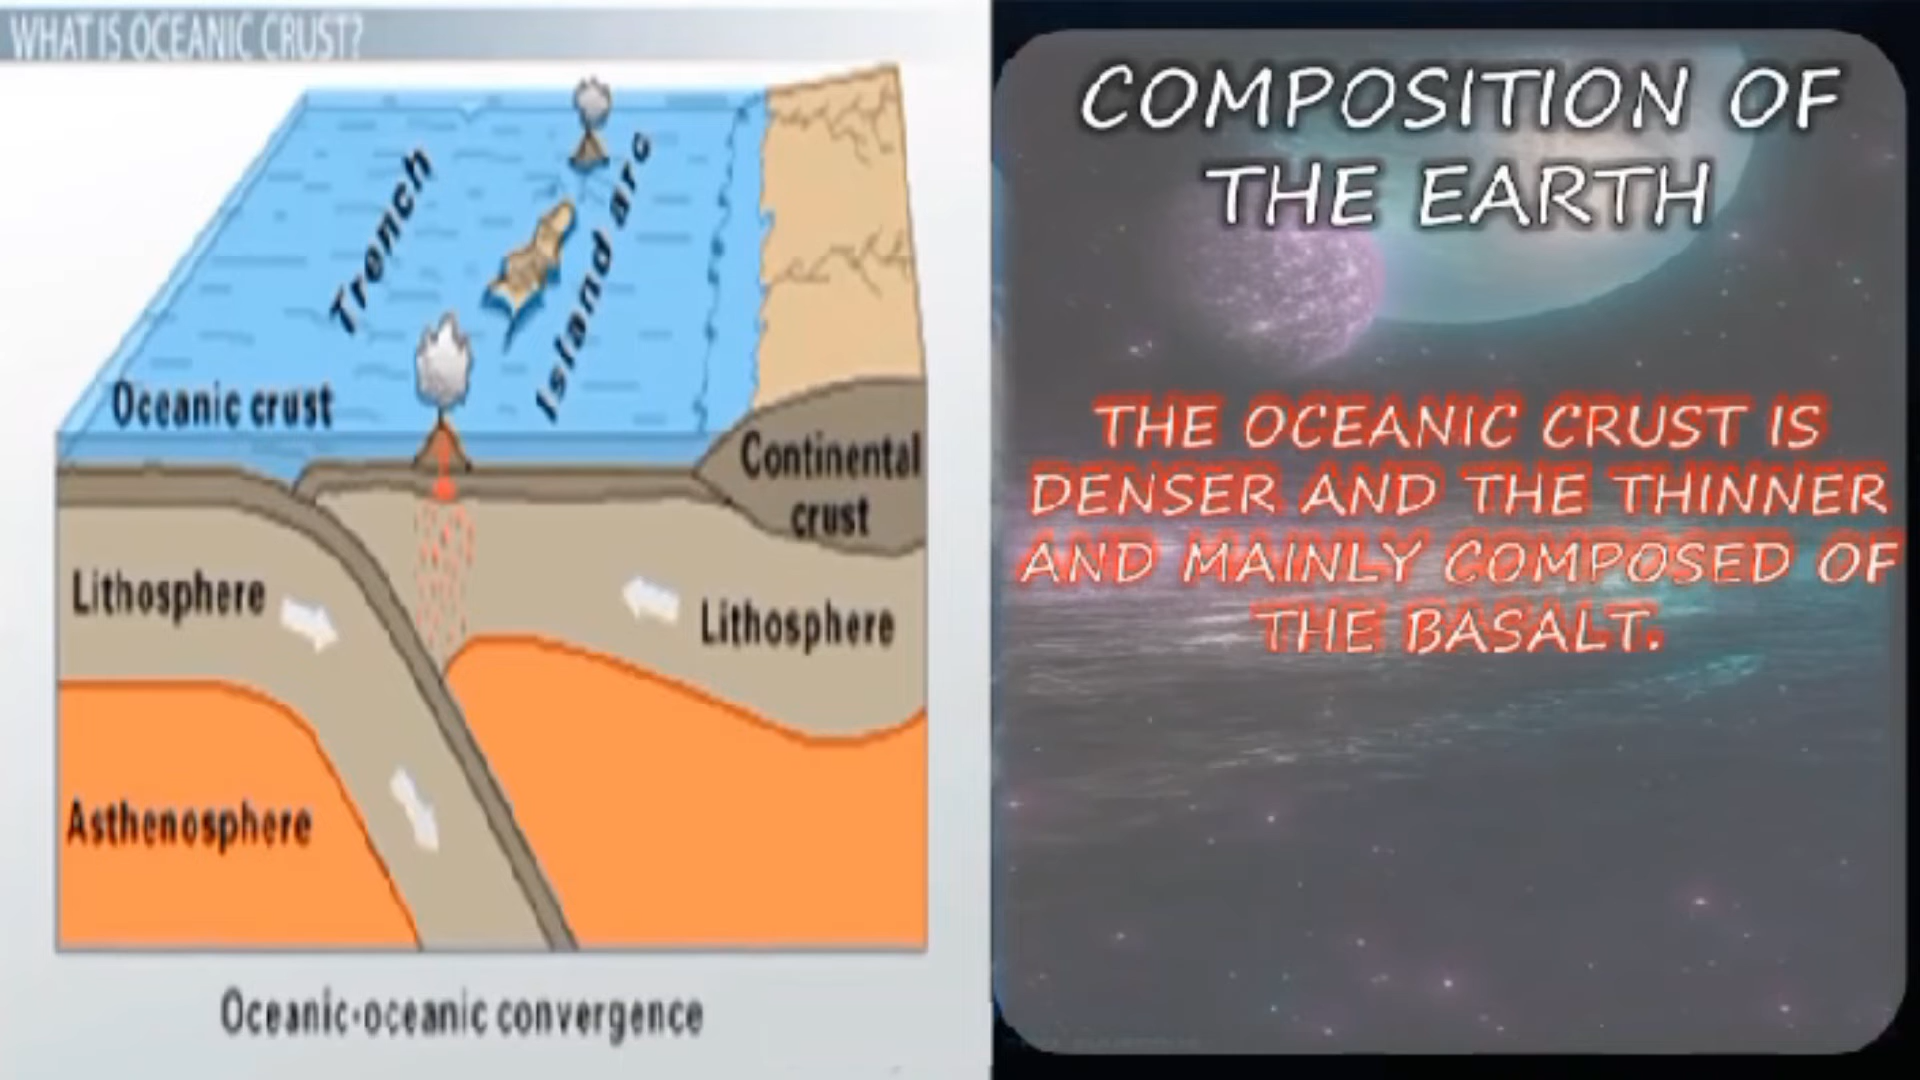 WHAT IS OCEANIC CRUST?
Trench
Island arc
Oceanic crust
Continental
crust
Lithosphere
Lithosphere
Asthenosphere
Oceanic-oceanic convergence
COMPOSITION OF
THE EARTH
THE OCEANIC CRUST IS
DENSER AND THE THINNER
AND MAINLY COMPOSED OF
THE BASALT.